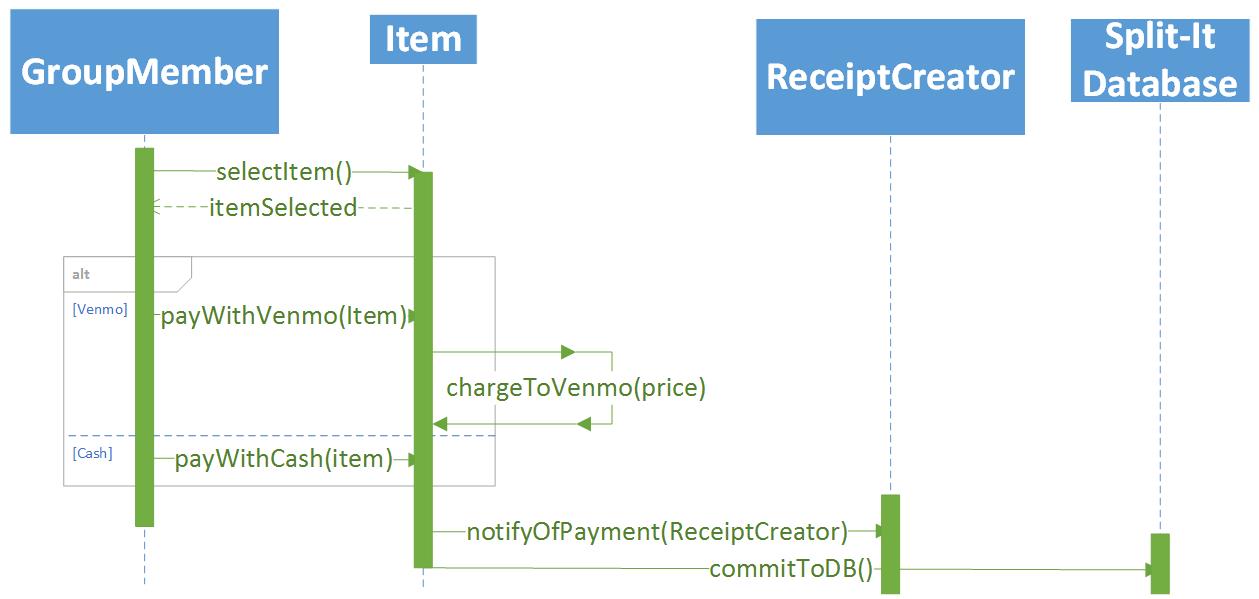 GroupMember
Item
ReceiptCreator
Split-It
Database
selectItem()
itemSelected
alt
[Venmo]
payWithVenmo(Item)
chargeToVenmo(price)
[Cash]
payWithCash(item)
notifyOfPayment(ReceiptCreator)
commitToDB()